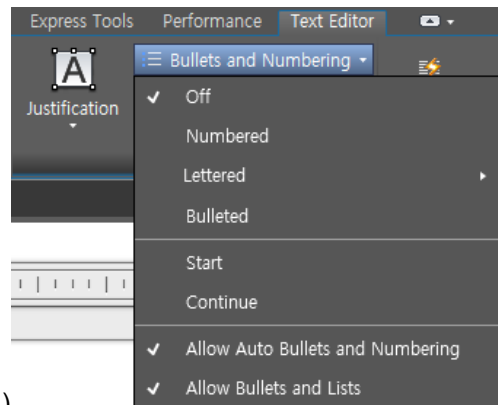 Express Tools Performance Text Editor
A Bullets and Numbering
Justification
Off
Numbered
Lettered
Bulleted
Start
Continue
Allow Auto Bullets and Numbering
Allow Bullets and Lists
)